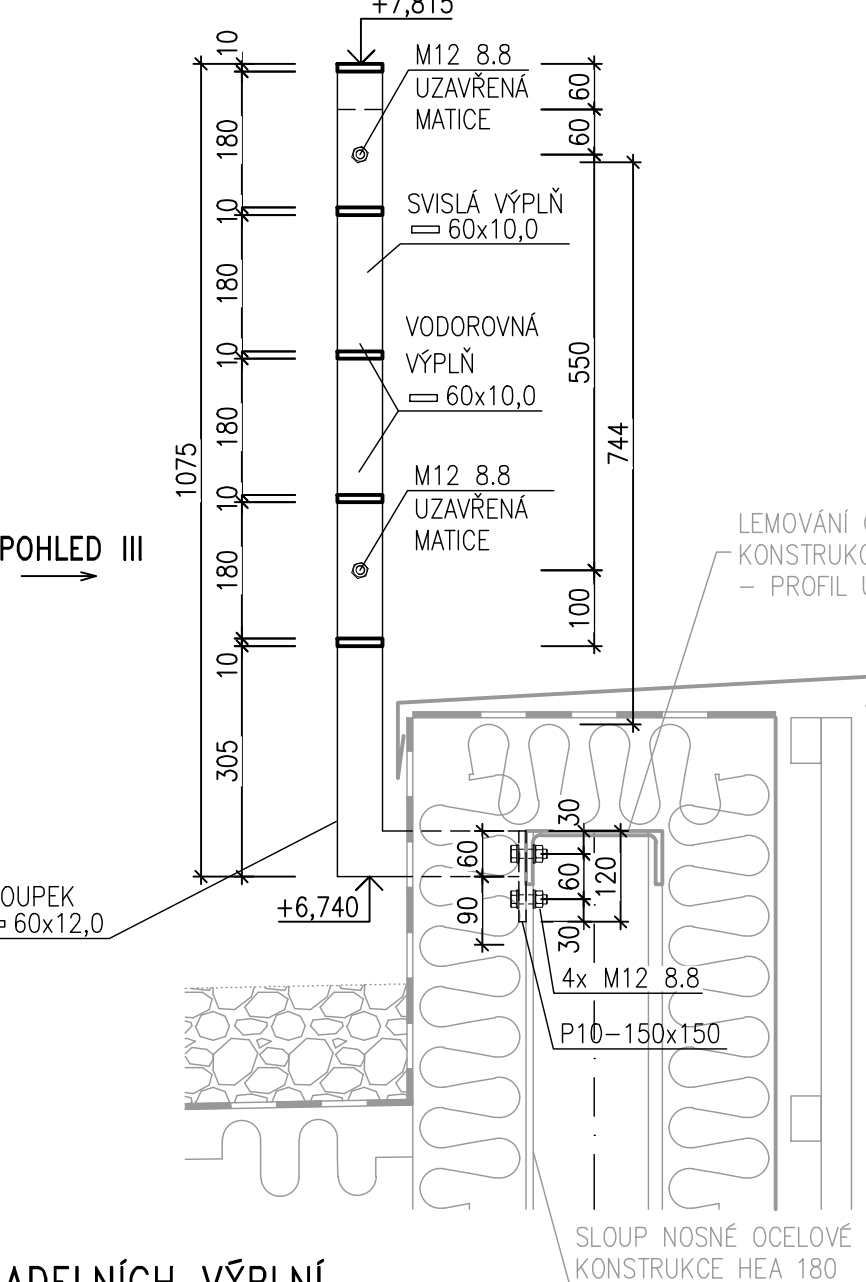 +7,815
10
M12 8.8
UZAVŘENÁ
MATICE
60
60
180
10
SVISLÁ VÝPLŇ
60x10,0
180
VODOROVNÁ
VÝPLŇ
60x10,0
10
550
744
180
1075
M12 8.8
UZAVŘENÁ
MATICE
10
POHLED III
LEMOVÁNÍ
KONSTRUKC
– PROFIL
180
100
10
305
30
60
60
120
90
30
OUPEK
60x12,0
+6,740
4x M12 8.8
P10–150x150
SLOUP NOSNÉ OCELOVÉ
KONSTRUKCE HEA 180
ADELNÍCH VÝPLNÍ